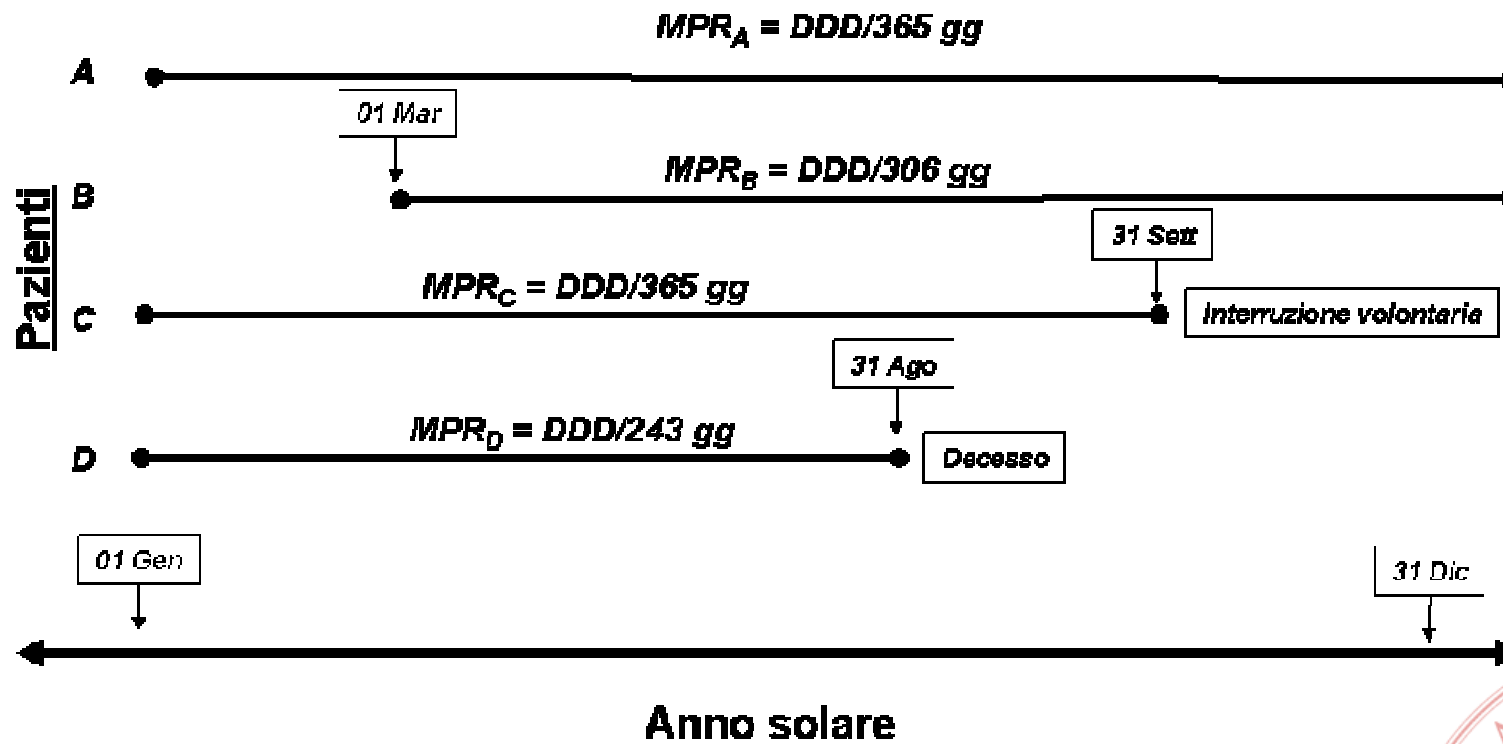 MPR_A = DDD/365 gg
A
01 Mar
MPR_B = DDD/306 gg
B
31 Sett
MPR_C = DDD/365 gg
C
Interruzione volontaria
31 Ago
MPR_D = DDD/243 gg
D
Decesso
Pazienti
01 Gen
31 Dic
Anno solare